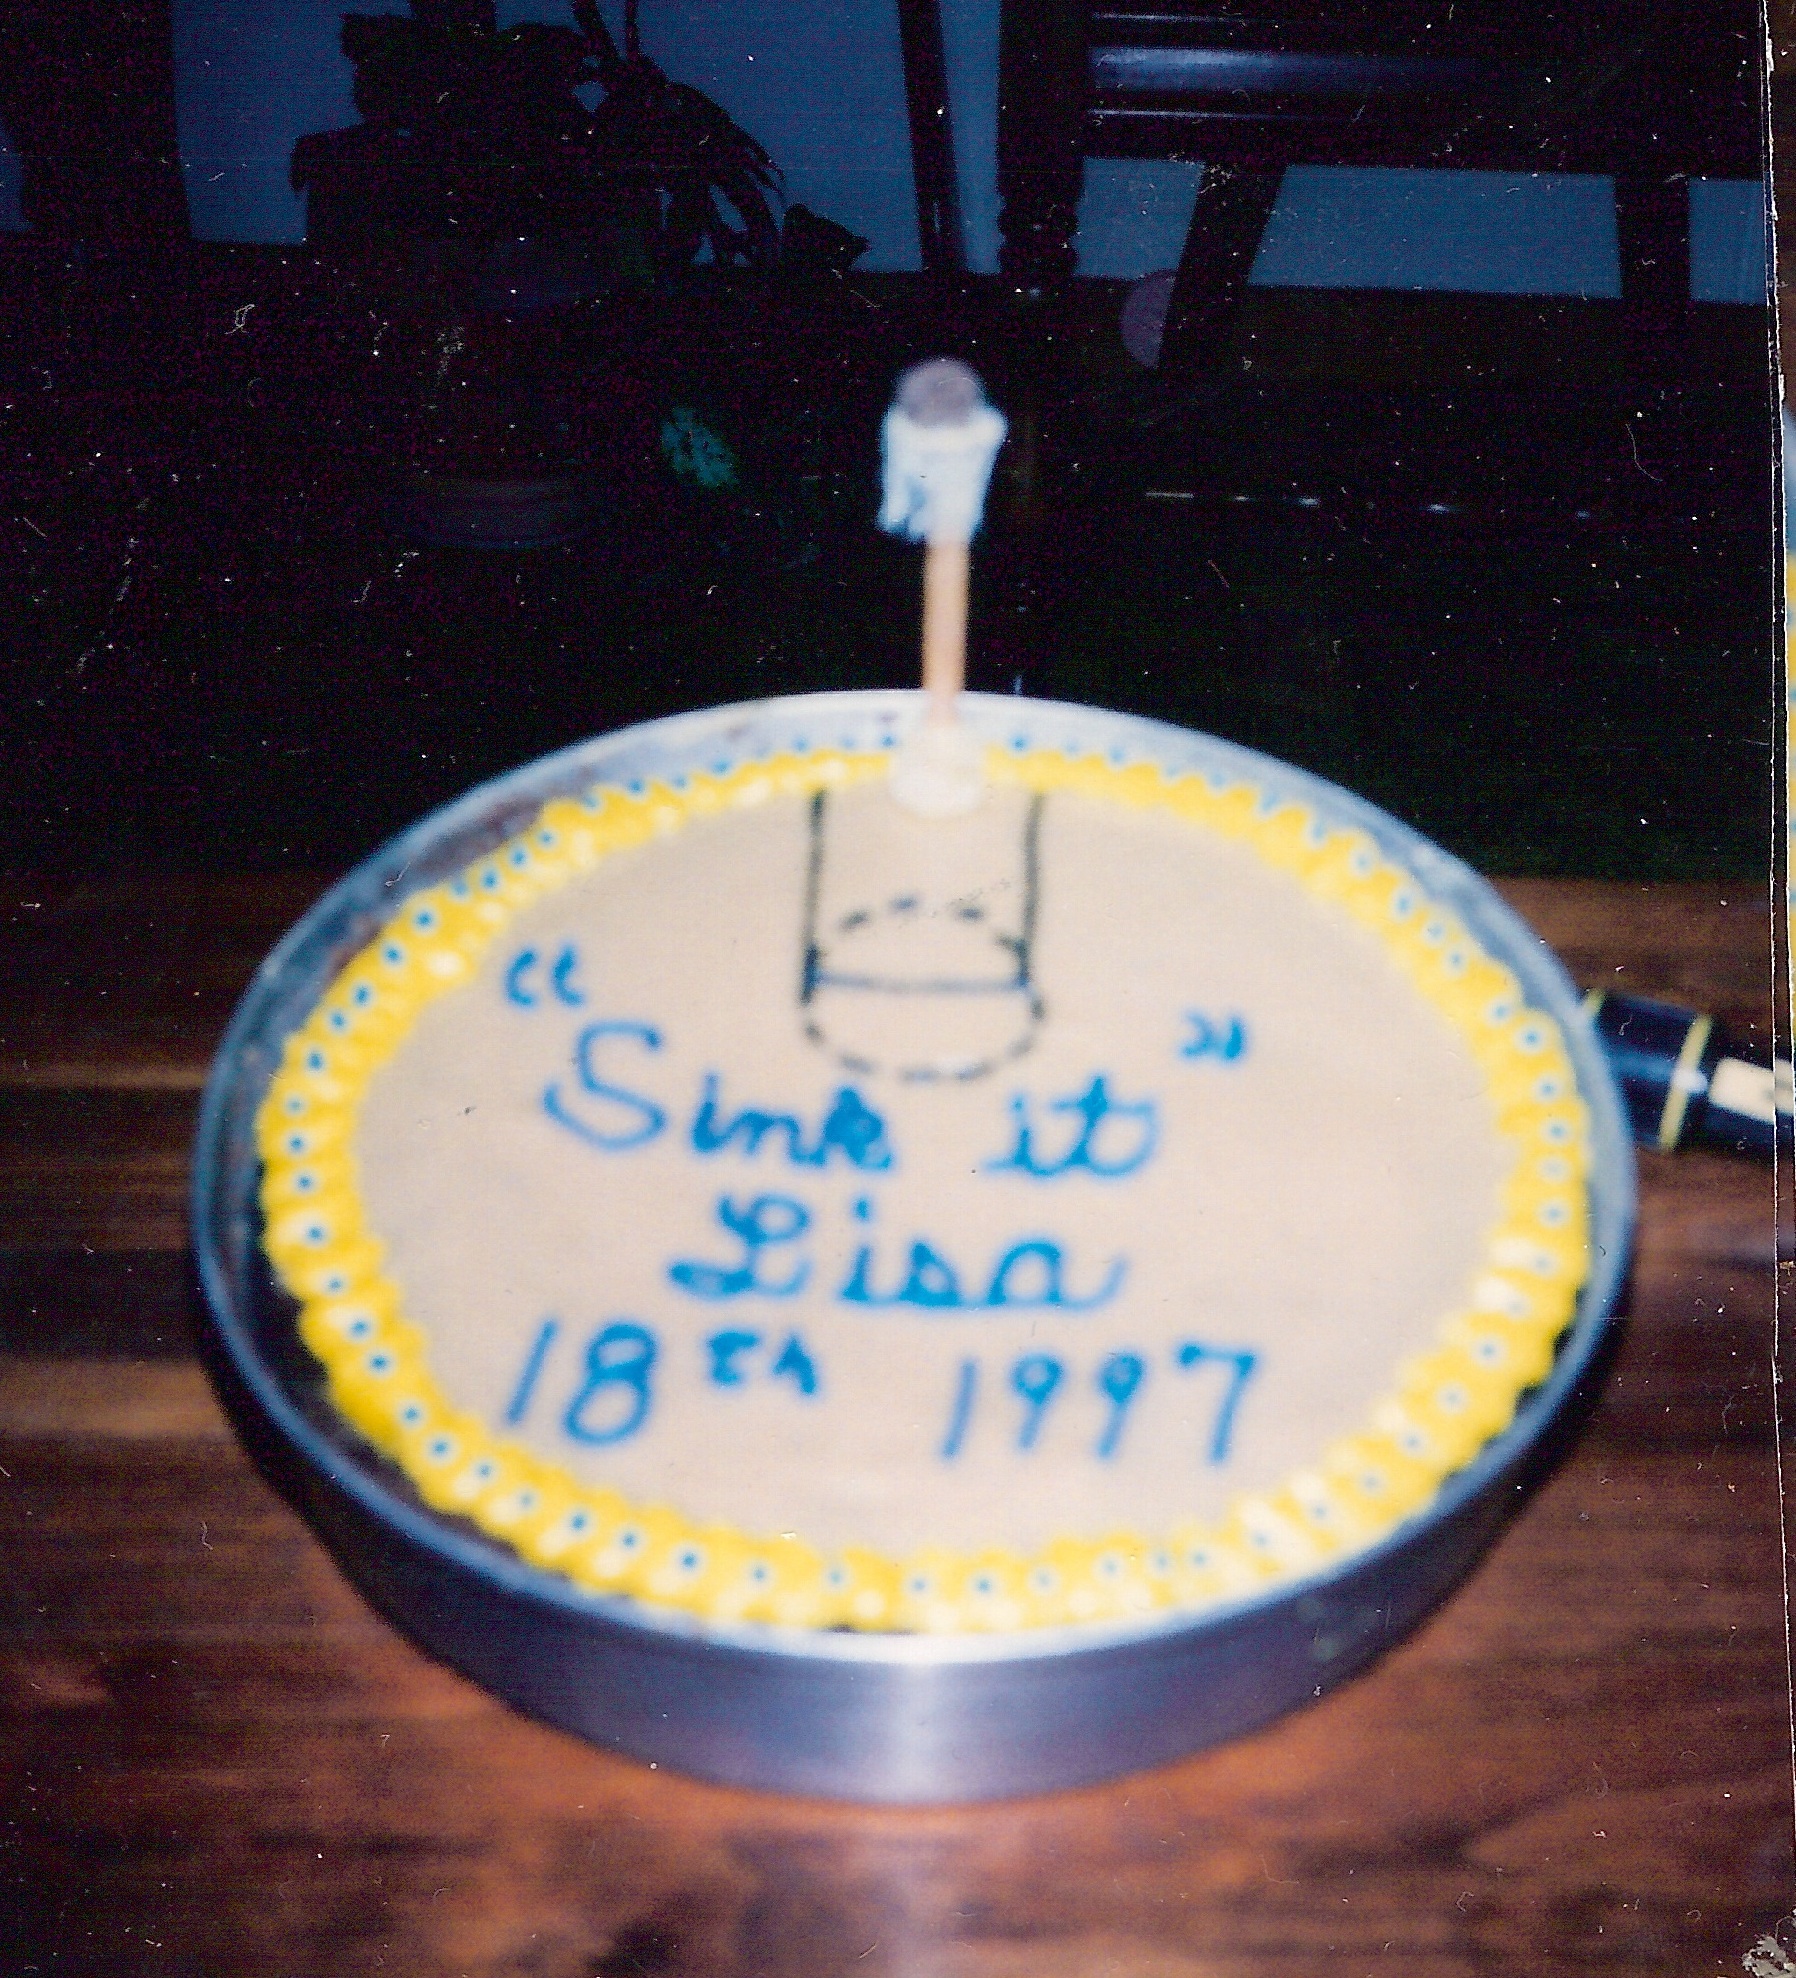 "Sink it"
Lisa
18th 1997